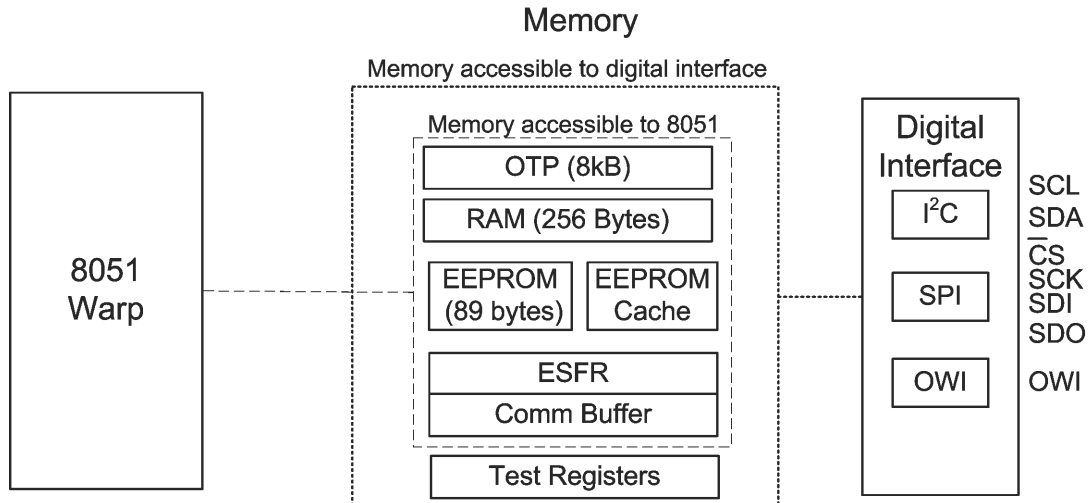 Memory
Memory accessible to digital interface
Memory accessible to 8051
OTP (8kB)
RAM (256 Bytes)
EEPROM
(89 bytes)
EEPROM
Cache
ESFR
Comm Buffer
Test Registers
8051
Warp
Digital
Interface
I²C
SPI
OWI
SCL
SDA
C̅S
SCK
SDI
SDO
OWI